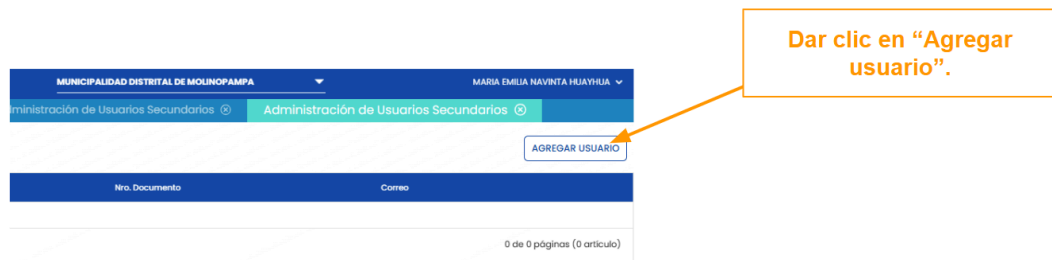 Dar clic en “Agregar
usuario”.
MUNICIPALIDAD DISTRITAL DE MOLINOPAMPA
MARIA EMILIA NAVINTA HUAYHUA
ministración de Usuarios Secundarios
Administración de Usuarios Secundarios
AGREGAR USUARIO
Nro. Documento
Correo
0 de 0 páginas (0 artículo)